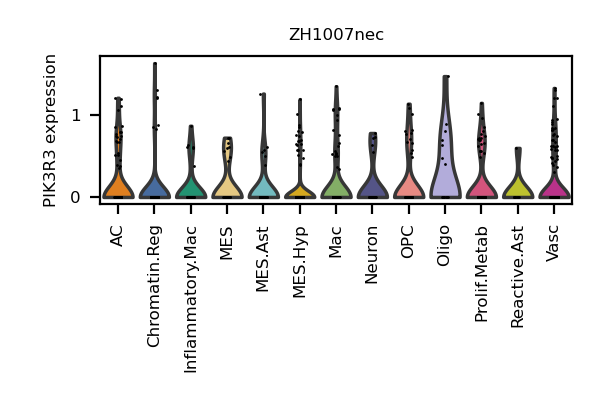 ZH1007nec
PIK3R3 expression
1
0
AC
Chromatin.Reg
Inflammatory.Mac
MES
MES.Ast
MES.Hyp
Mac
Neuron
OPC
Oligo
Prolif.Metab
Reactive.Ast
Vasc